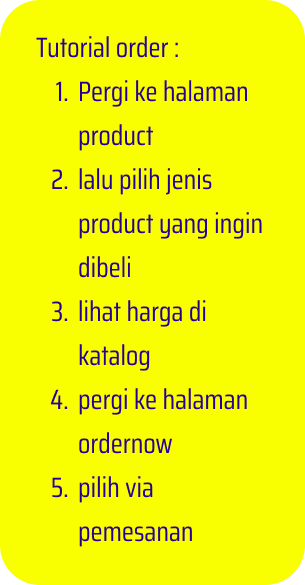 Tutorial order :
1. Pergi ke halaman
product
2. lalu pilih jenis
product yang ingin
dibeli
3. lihat harga di
katalog
4. pergi ke halaman
ordernow
5. pilih via
pemesanan